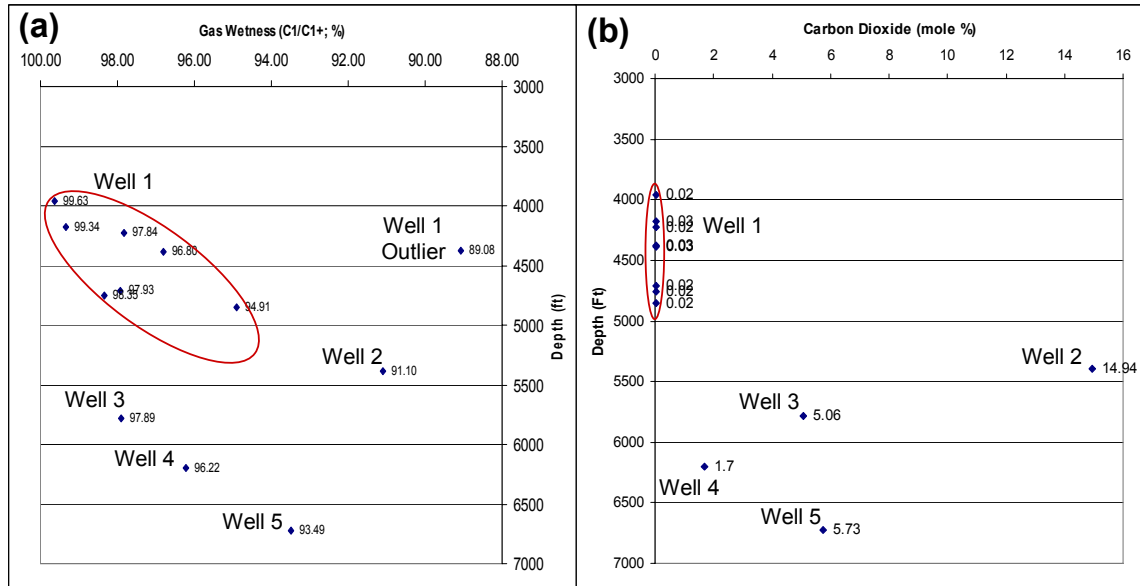 (a)
Gas Wetness (C1/C1+; %)
100.00 98.00 96.00 94.00 92.00 90.00 88.00
3000
3500
4000
4500
5000
5500
6000
6500
7000
Depth (ft)
Well 1
99.63
99.34
97.84
96.80
Well 1
Outlier
89.08
97.93
98.35
94.91
Well 2
91.10
Well 3
97.89
Well 4
96.22
Well 5
93.49
(b)
Carbon Dioxide (mole %)
0 2 4 6 8 10 12 14 16
3000
3500
4000
4500
5000
5500
6000
6500
7000
Depth (Ft)
0.02
0.03
0.02
Well 1
0.03
0.02
0.02
0.02
Well 2
14.94
Well 3
5.06
1.7
Well 4
Well 5
5.73